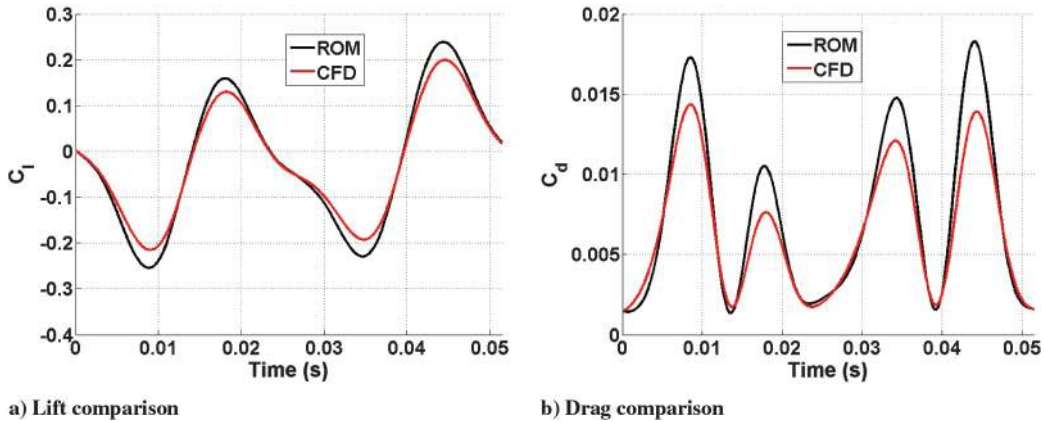 0.3
0.2
0.1
0
-0.1
-0.2
-0.3
-0.4
C_l
ROM
CFD
0 0.01 0.02 0.03 0.04 0.05
Time (s)
a) Lift comparison
0.02
0.015
0.01
0.005
0
C_d
ROM
CFD
0 0.01 0.02 0.03 0.04 0.05
Time (s)
b) Drag comparison